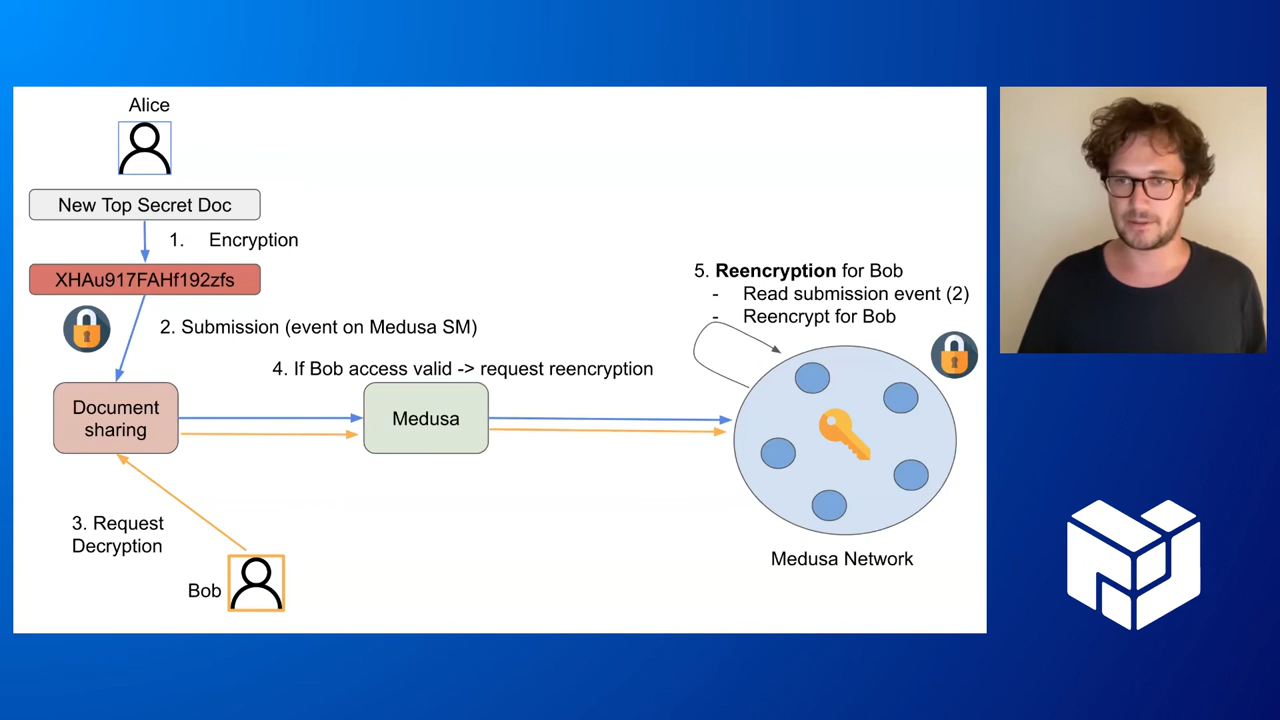 Alice
New Top Secret Doc
1. Encryption
XHAu917FAHf192zfs
2. Submission (event on Medusa SM)
5. Reencryption for Bob
- Read submission event (2)
- Reencrypt for Bob
4. If Bob access valid -> request reencryption
Document
sharing
Medusa
3. Request
Decryption
Bob
Medusa Network